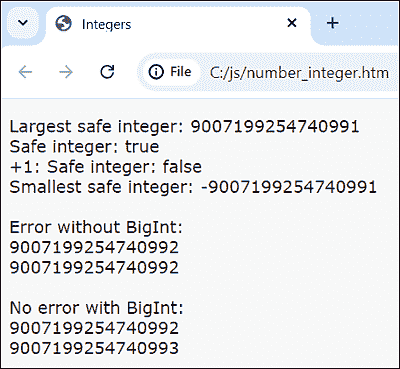 Integers
File
C:/js/number_integer.htm
Largest safe integer: 9007199254740991
Safe integer: true
+1: Safe integer: false
Smallest safe integer: -9007199254740991
Error without BigInt:
9007199254740992
9007199254740992
No error with BigInt:
9007199254740992
9007199254740993